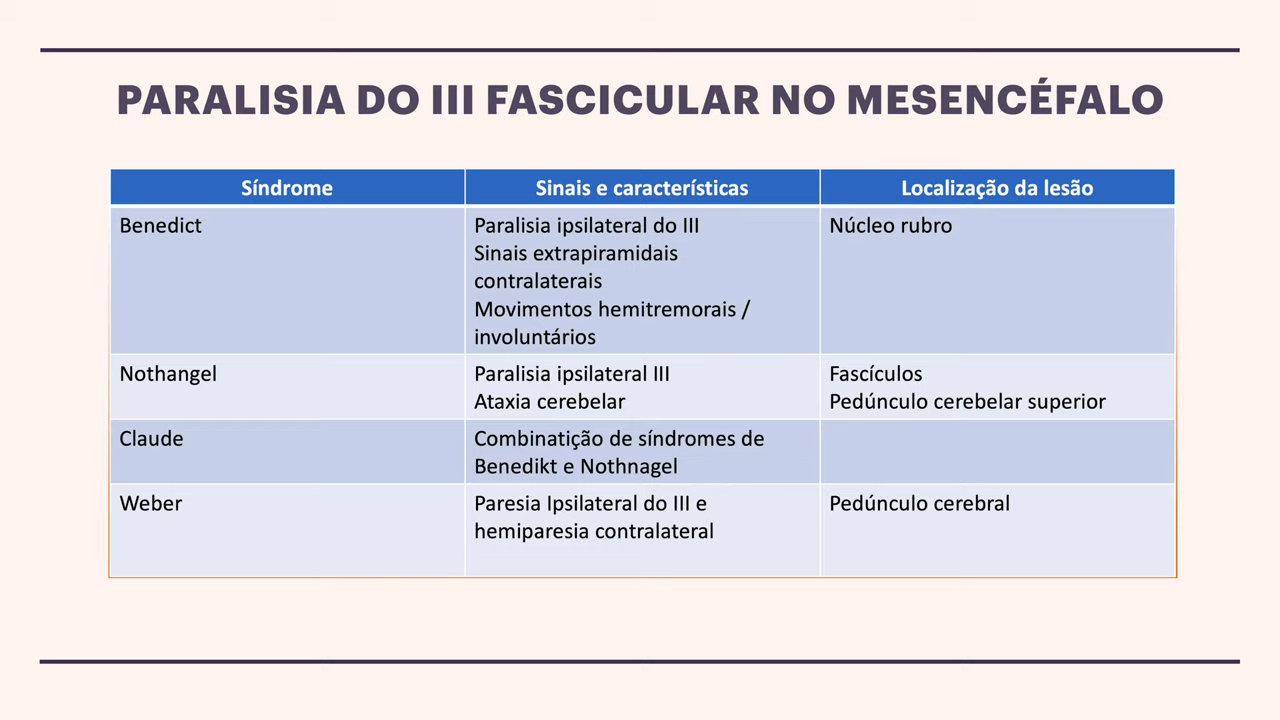 PARALISIA DO III FASCICULAR NO MESENCÉFALO
Síndrome
Sinais e características
Localização da lesão
Benedict
Paralisia ipsilateral do III
Sinais extrapiramidais
contralaterais
Movimentos hemitremorais /
involuntários
Núcleo rubro
Nothangel
Paralisia ipsilateral III
Ataxia cerebelar
Fascículos
Pedúnculo cerebelar superior
Claude
Combinatição de síndromes de
Benedikt e Nothnagel
Weber
Paresia Ipsilateral do III e
hemiparesia contralateral
Pedúnculo cerebral